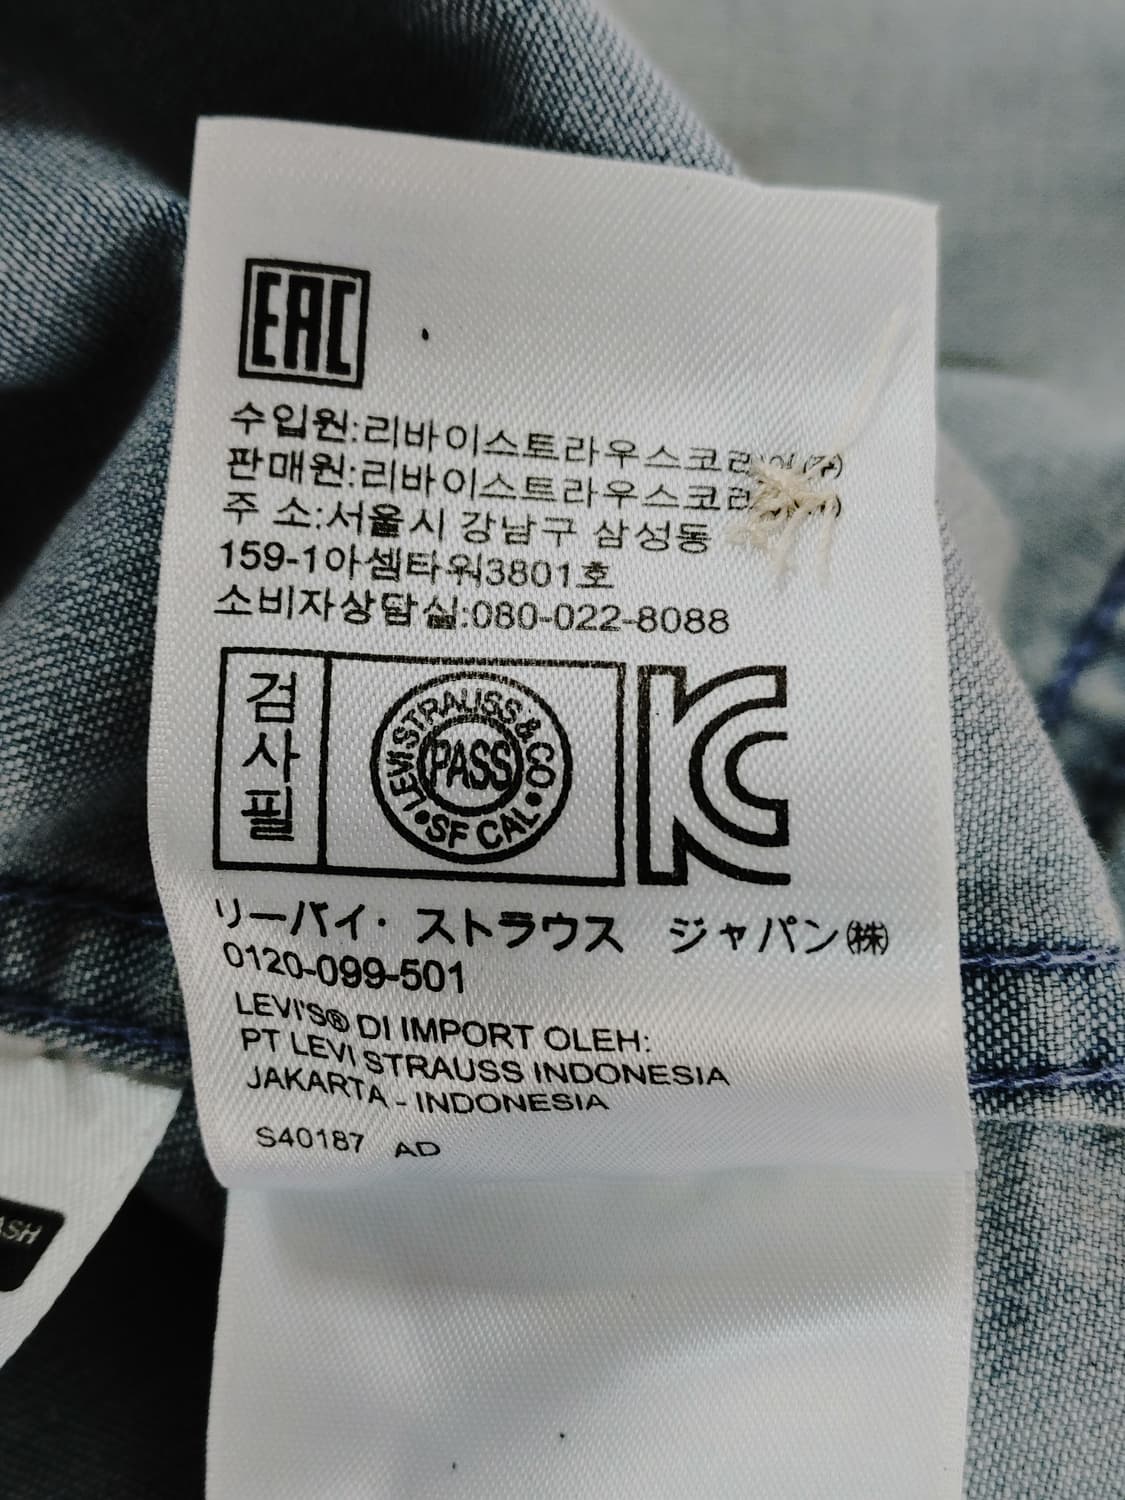 EAC
수입원:리바이스트라우스코리아(주)
판매원:리바이스트라우스코리
주 소:서울시 강남구 삼성동
159-1아셈타워3801호
소비자상담실:080-022-8088
검사필
LEVI STRAUSS & CO • SF CAL •
PASS
KC
リーバイ・ストラウス ジャパン㈱
0120-099-501
LEVI'S® DI IMPORT OLEH:
PT LEVI STRAUSS INDONESIA
JAKARTA - INDONESIA
S40187 AD